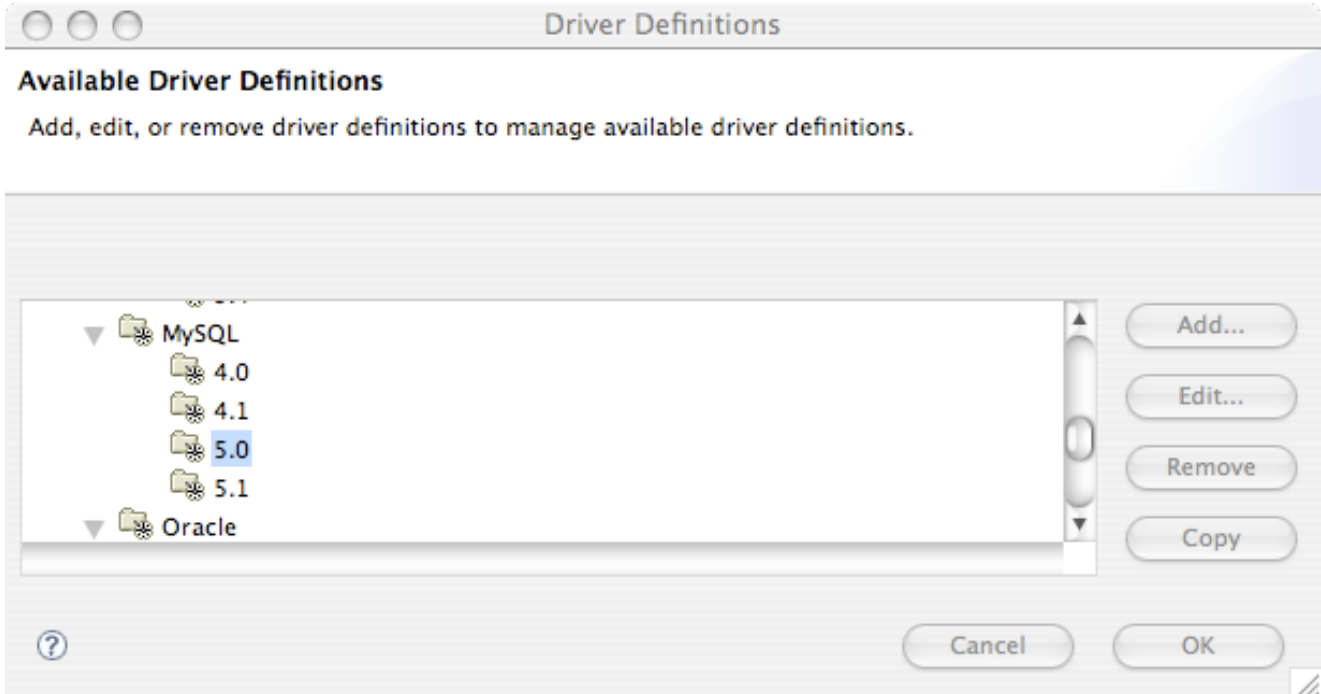 Driver Definitions
Available Driver Definitions
Add, edit, or remove driver definitions to manage available driver definitions.
MySQL
4.0
4.1
5.0
5.1
Oracle
Add...
Edit...
Remove
Copy
?
Cancel
OK